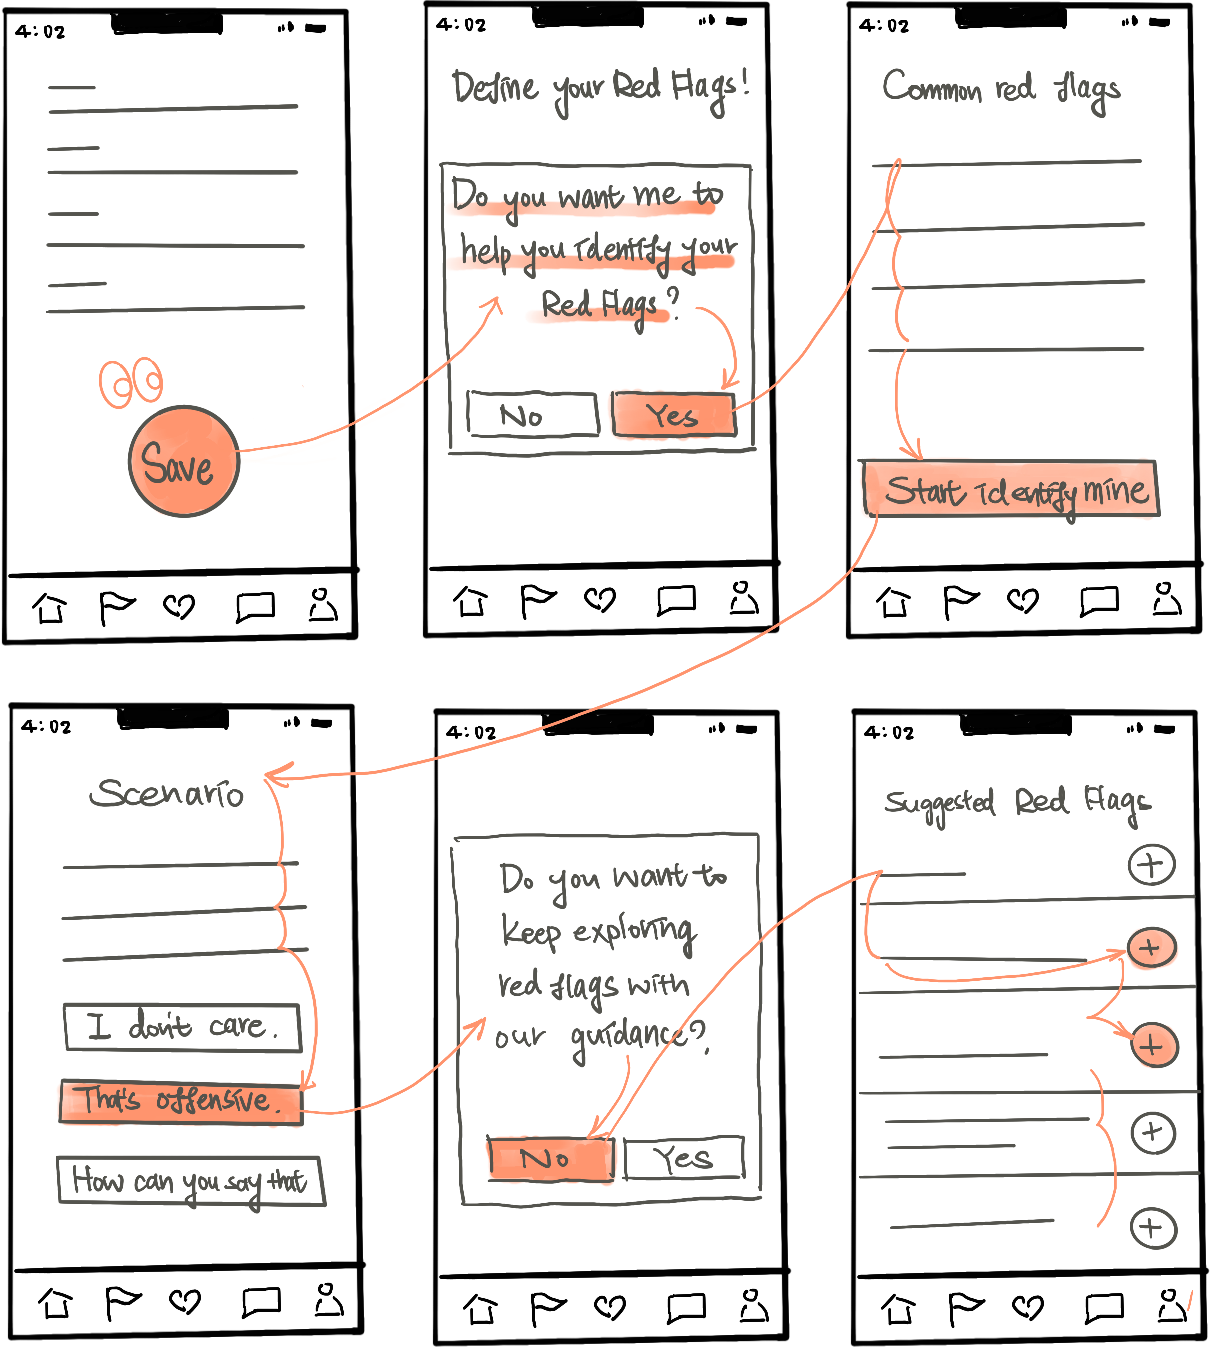 4:02
Save
4:02
Define your Red Flags!
Do you want me to
help you identify your
Red Flags?
No
Yes
4:02
Common red flags
Start identify mine
4:02
Scenario
I don't care.
That's offensive.
How can you say that
4:02
Do you want to
keep exploring
red flags with
our guidance?
No
Yes
4:02
Suggested Red Flags